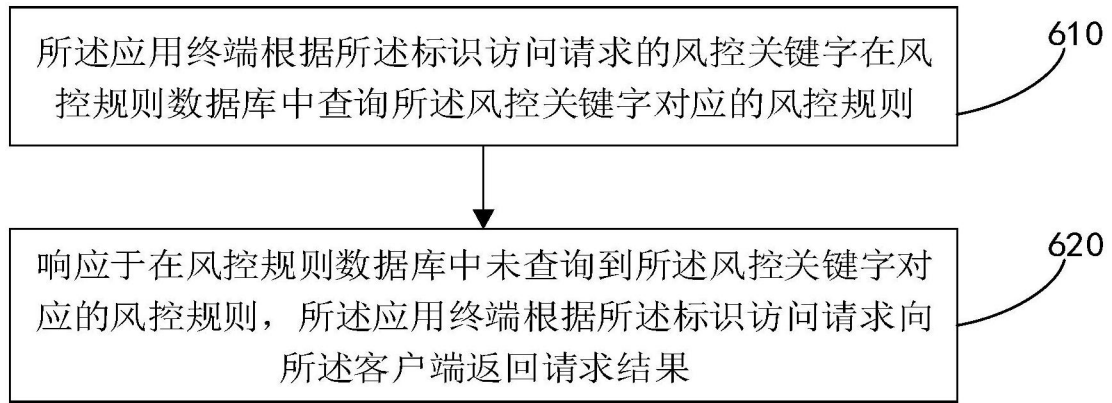 所述应用终端根据所述标识访问请求的风控关键字在风
控规则数据库中查询所述风控关键字对应的风控规则
610
响应于在风控规则数据库中未查询到所述风控关键字对
应的风控规则，所述应用终端根据所述标识访问请求向
所述客户端返回请求结果
620